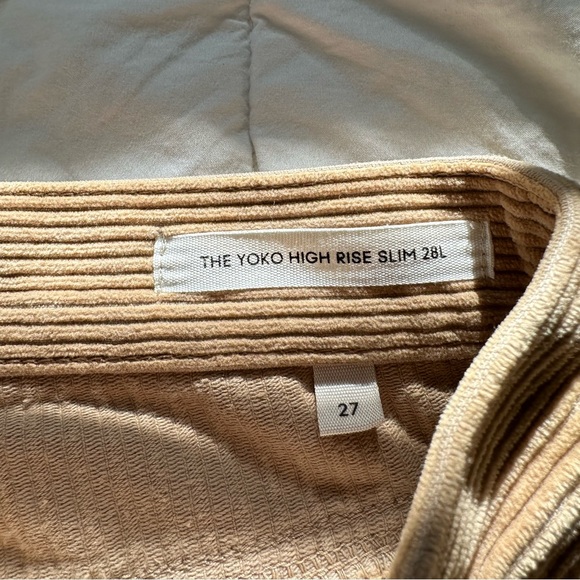 THE YOKO HIGH RISE SLIM 28L
27